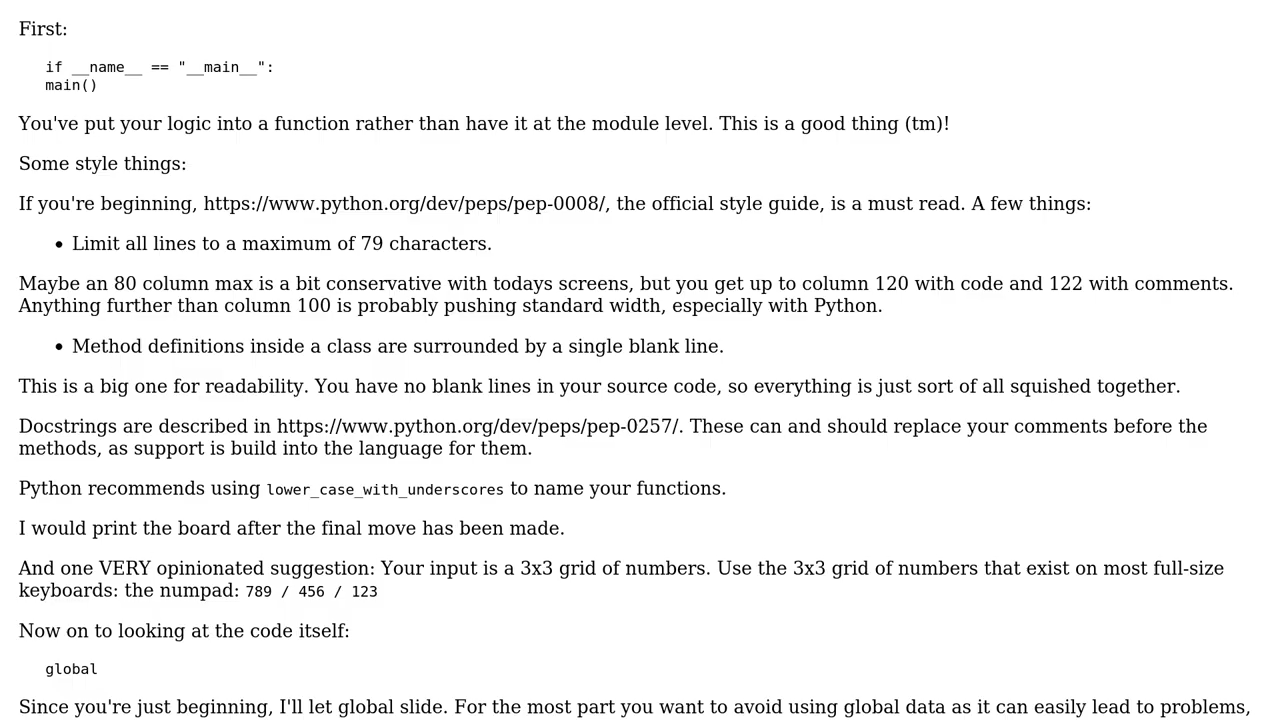 First:
if __name__ == "__main__":
main()
You've put your logic into a function rather than have it at the module level. This is a good thing (tm)!
Some style things:
If you're beginning, https://www.python.org/dev/peps/pep-0008/, the official style guide, is a must read. A few things:
• Limit all lines to a maximum of 79 characters.
Maybe an 80 column max is a bit conservative with todays screens, but you get up to column 120 with code and 122 with comments.
Anything further than column 100 is probably pushing standard width, especially with Python.
• Method definitions inside a class are surrounded by a single blank line.
This is a big one for readability. You have no blank lines in your source code, so everything is just sort of all squished together.
Docstrings are described in https://www.python.org/dev/peps/pep-0257/. These can and should replace your comments before the
methods, as support is build into the language for them.
Python recommends using lower_case_with_underscores to name your functions.
I would print the board after the final move has been made.
And one VERY opinionated suggestion: Your input is a 3x3 grid of numbers. Use the 3x3 grid of numbers that exist on most full-size
keyboards: the numpad: 789 / 456 / 123
Now on to looking at the code itself:
global
Since you're just beginning, I'll let global slide. For the most part you want to avoid using global data as it can easily lead to problems,